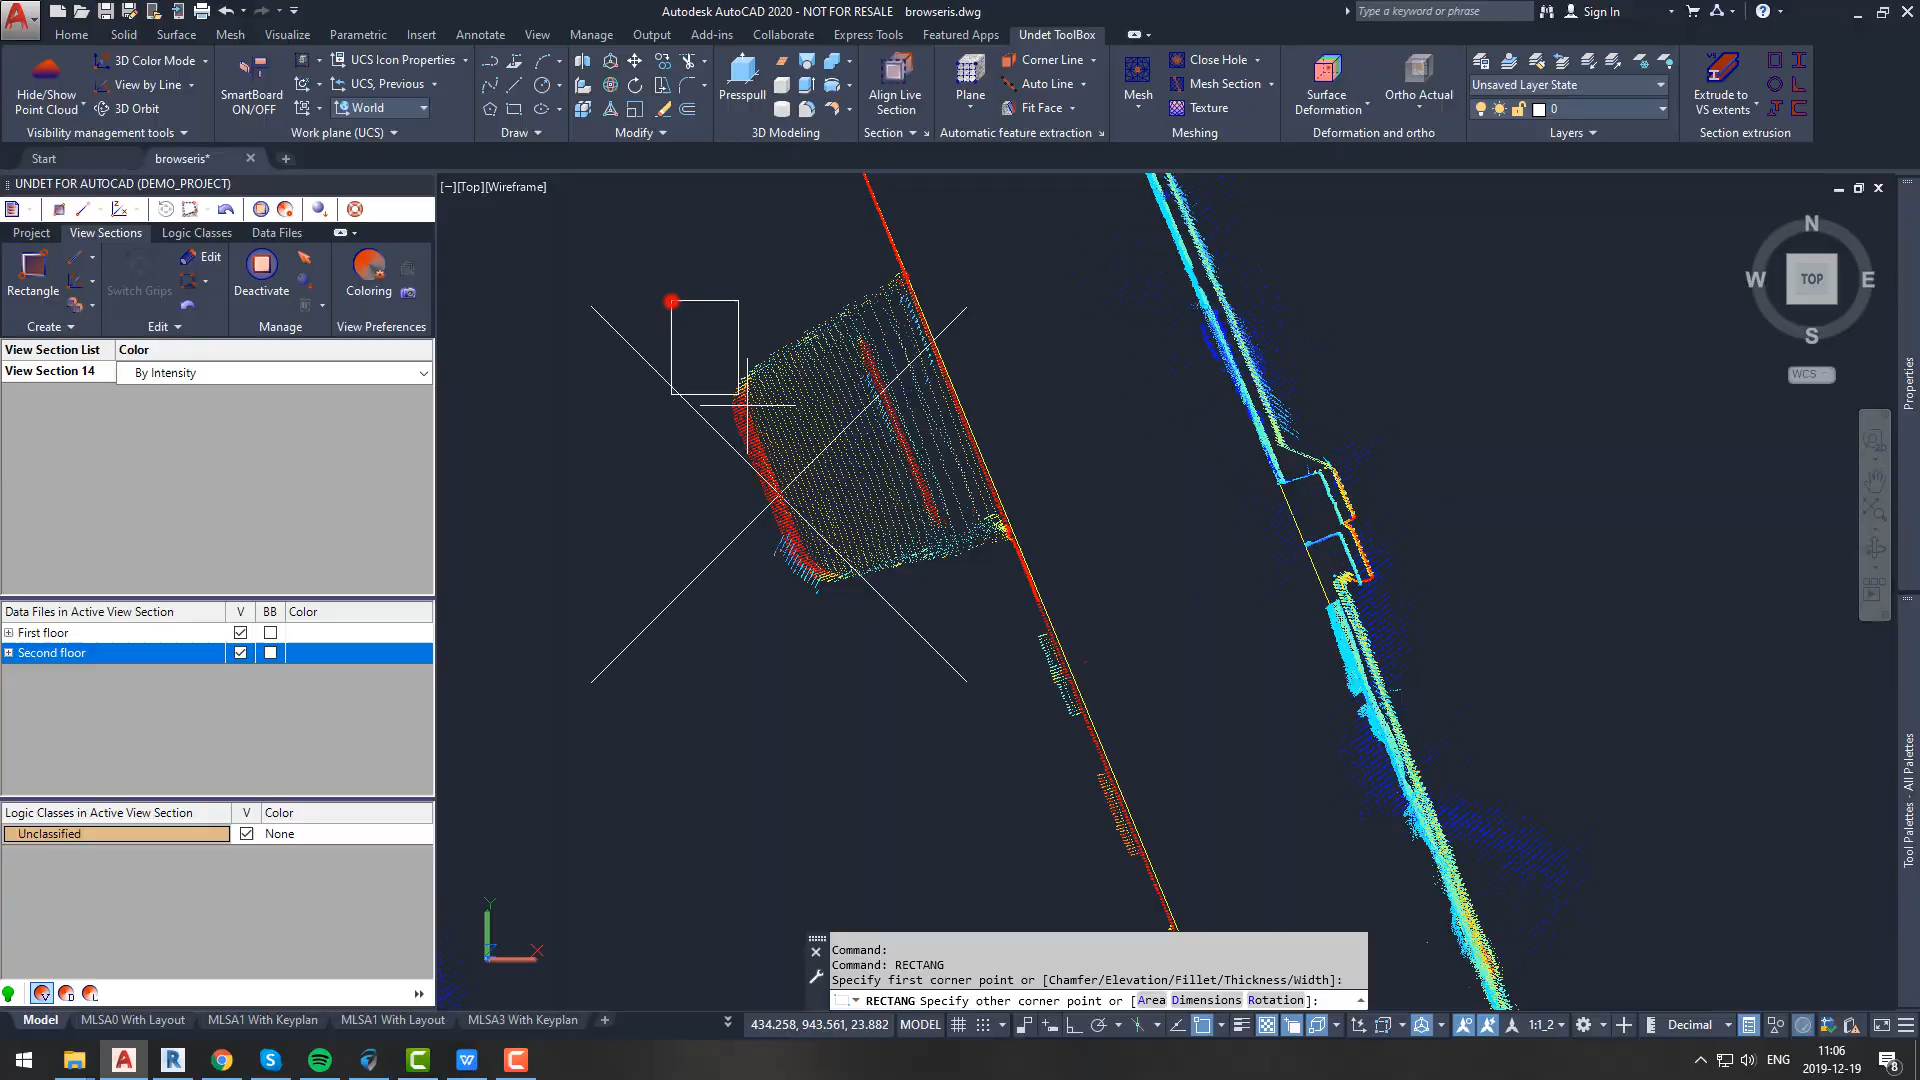 Autodesk AutoCAD 2020 - NOT FOR RESALE browseris.dwg
Type a keyword or phrase
Sign In
Home Solid Surface Mesh Visualize Parametric Insert Annotate View Manage Output Add-ins Collaborate Express Tools Featured Apps Undet ToolBox
Hide/Show
Point Cloud
3D Color Mode
View by Line
3D Orbit
Visibility management tools
SmartBoard
ON/OFF
UCS Icon Properties
UCS, Previous
World
Work plane (UCS)
Draw
Modify
Presspull
3D Modeling
Align Live
Section
Section
Plane
Corner Line
Auto Line
Fit Face
Automatic feature extraction
Mesh
Close Hole
Mesh Section
Texture
Meshing
Surface
Deformation
Ortho Actual
Deformation and ortho
Unsaved Layer State
0
Layers
Extrude to
VS extents
Section extrusion
Start
browseris*
UNDET FOR AUTOCAD (DEMO_PROJECT)
Project View Sections Logic Classes Data Files
Rectangle
Create
Switch Grips
Edit
Edit
Deactivate
Manage
Coloring
View Preferences
View Section List Color
View Section 14 By Intensity
Data Files in Active View Section V BB Color
First floor
Second floor
Logic Classes in Active View Section V Color
Unclassified None
[−][Top][Wireframe]
N
W TOP E
S
WCS
Properties
Tool Palettes - All Palettes
Y
X
Command:
Command: RECTANG
Specify first corner point or [Chamfer/Elevation/Fillet/Thickness/Width]:
RECTANG Specify other corner point or [Area Dimensions Rotation]:
Model MLSA0 With Layout MLSA1 With Keyplan MLSA1 With Layout MLSA3 With Keyplan
434.258, 943.561, 23.882 MODEL
1:1_2
Decimal
ENG
11:06
2019-12-19
8